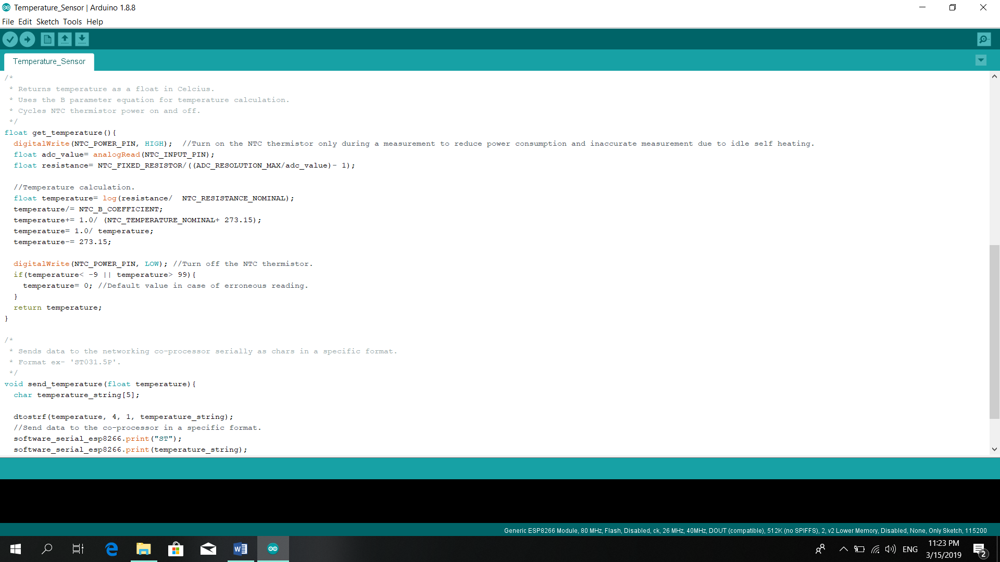 Temperature_Sensor | Arduino 1.8.8
File Edit Sketch Tools Help
Temperature_Sensor
/*
 * Returns temperature as a float in Celcius.
 * Uses the B parameter equation for temperature calculation.
 * Cycles NTC thermistor power on and off.
 */
float get_temperature(){
  digitalWrite(NTC_POWER_PIN, HIGH);  //Turn on the NTC thermistor only during a measurement to reduce power consumption and inaccurate measurement due to idle self heating.
  float adc_value= analogRead(NTC_INPUT_PIN);
  float resistance= NTC_FIXED_RESISTOR/((ADC_RESOLUTION_MAX/adc_value)- 1);
  //Temperature calculation.
  float temperature= log(resistance/  NTC_RESISTANCE_NOMINAL);
  temperature/= NTC_B_COEFFICIENT;
  temperature+= 1.0/ (NTC_TEMPERATURE_NOMINAL+ 273.15);
  temperature= 1.0/ temperature;
  temperature-= 273.15;
  digitalWrite(NTC_POWER_PIN, LOW); //Turn off the NTC thermistor.
  if(temperature< -9 || temperature> 99){
    temperature= 0; //Default value in case of erroneous reading.
  }
  return temperature;
}
/*
 * Sends data to the networking co-processor serially as chars in a specific format.
 * Format ex- 'ST031.5P'.
 */
void send_temperature(float temperature){
  char temperature_string[5];
  dtostrf(temperature, 4, 1, temperature_string);
  //Send data to the co-processor in a specific format.
  software_serial_esp8266.print("ST");
  software_serial_esp8266.print(temperature_string);
Generic ESP8266 Module, 80 MHz, Flash, Disabled, ck, 26 MHz, 40MHz, DOUT (compatible), 512K (no SPIFFS), 2, v2 Lower Memory, Disabled, None, Only Sketch, 115200
ENG
11:23 PM
3/15/2019
2